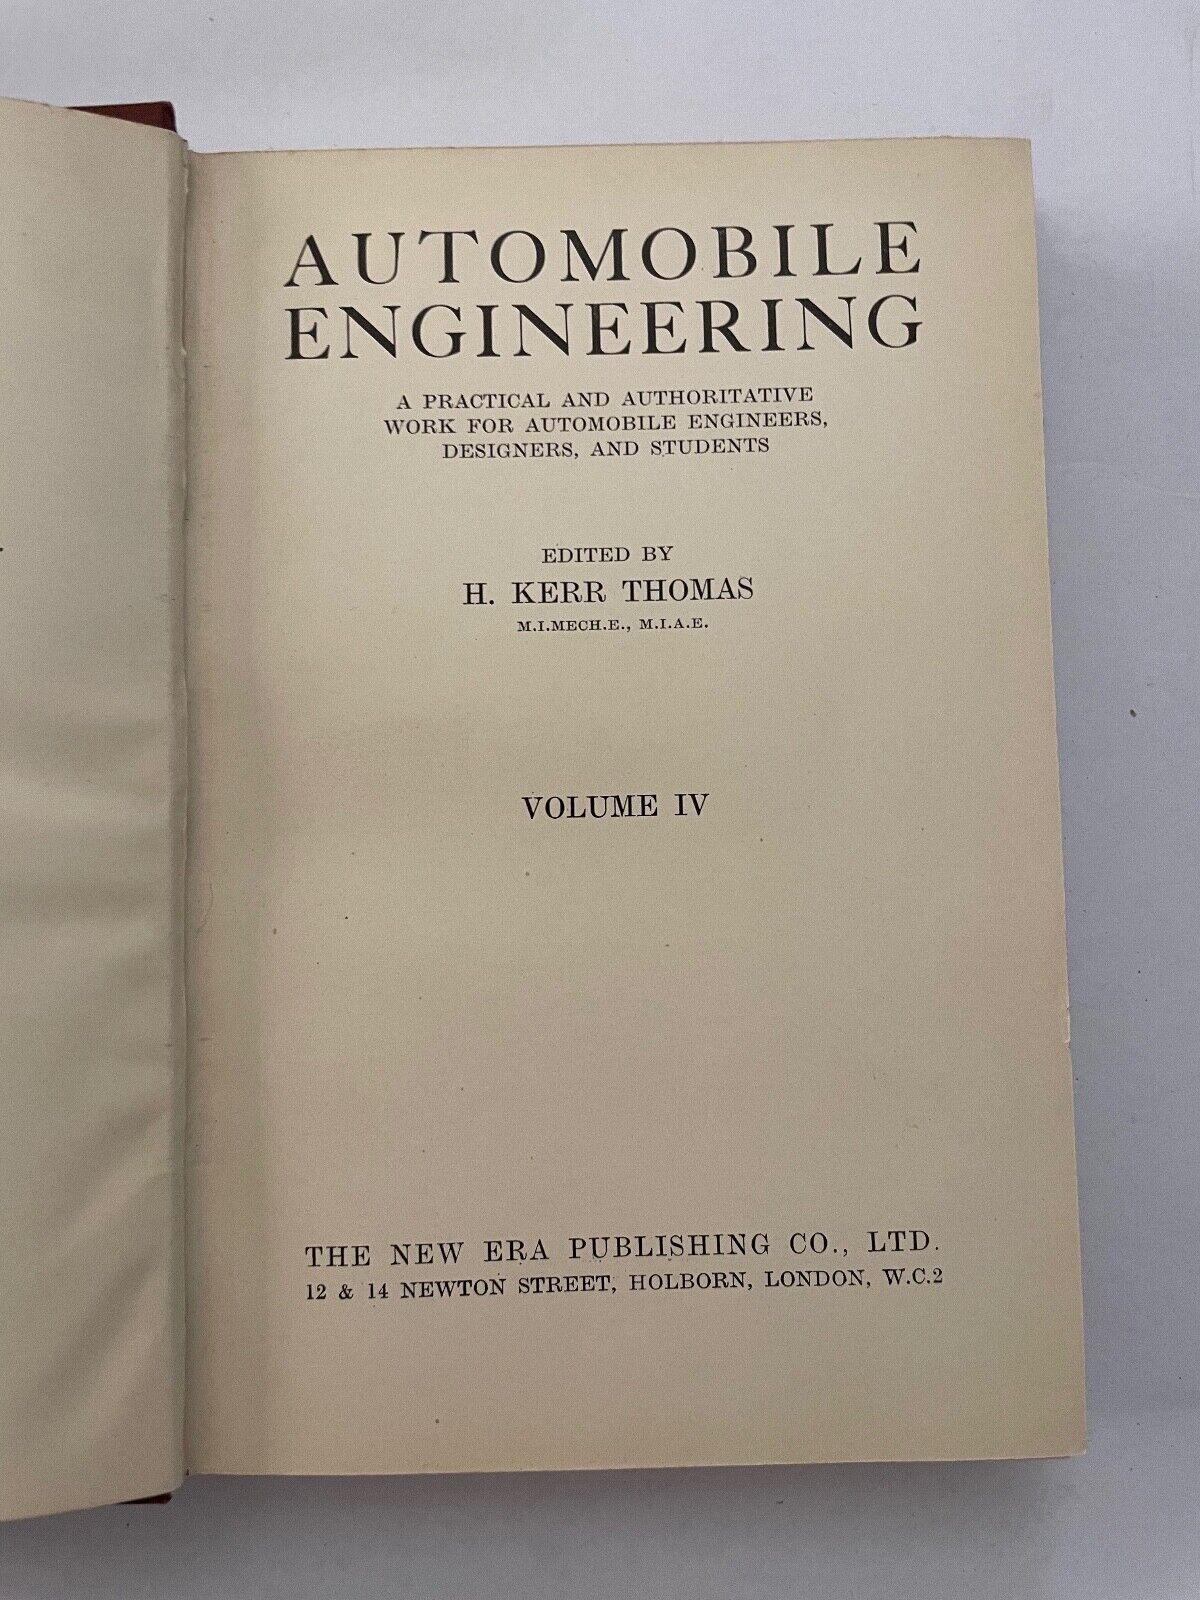 AUTOMOBILE
ENGINEERING
A PRACTICAL AND AUTHORITATIVE
WORK FOR AUTOMOBILE ENGINEERS,
DESIGNERS, AND STUDENTS
EDITED BY
H. KERR THOMAS
M.I.MECH.E., M.I.A.E.
VOLUME IV
THE NEW ERA PUBLISHING CO., LTD.
12 & 14 NEWTON STREET, HOLBORN, LONDON, W.C.2